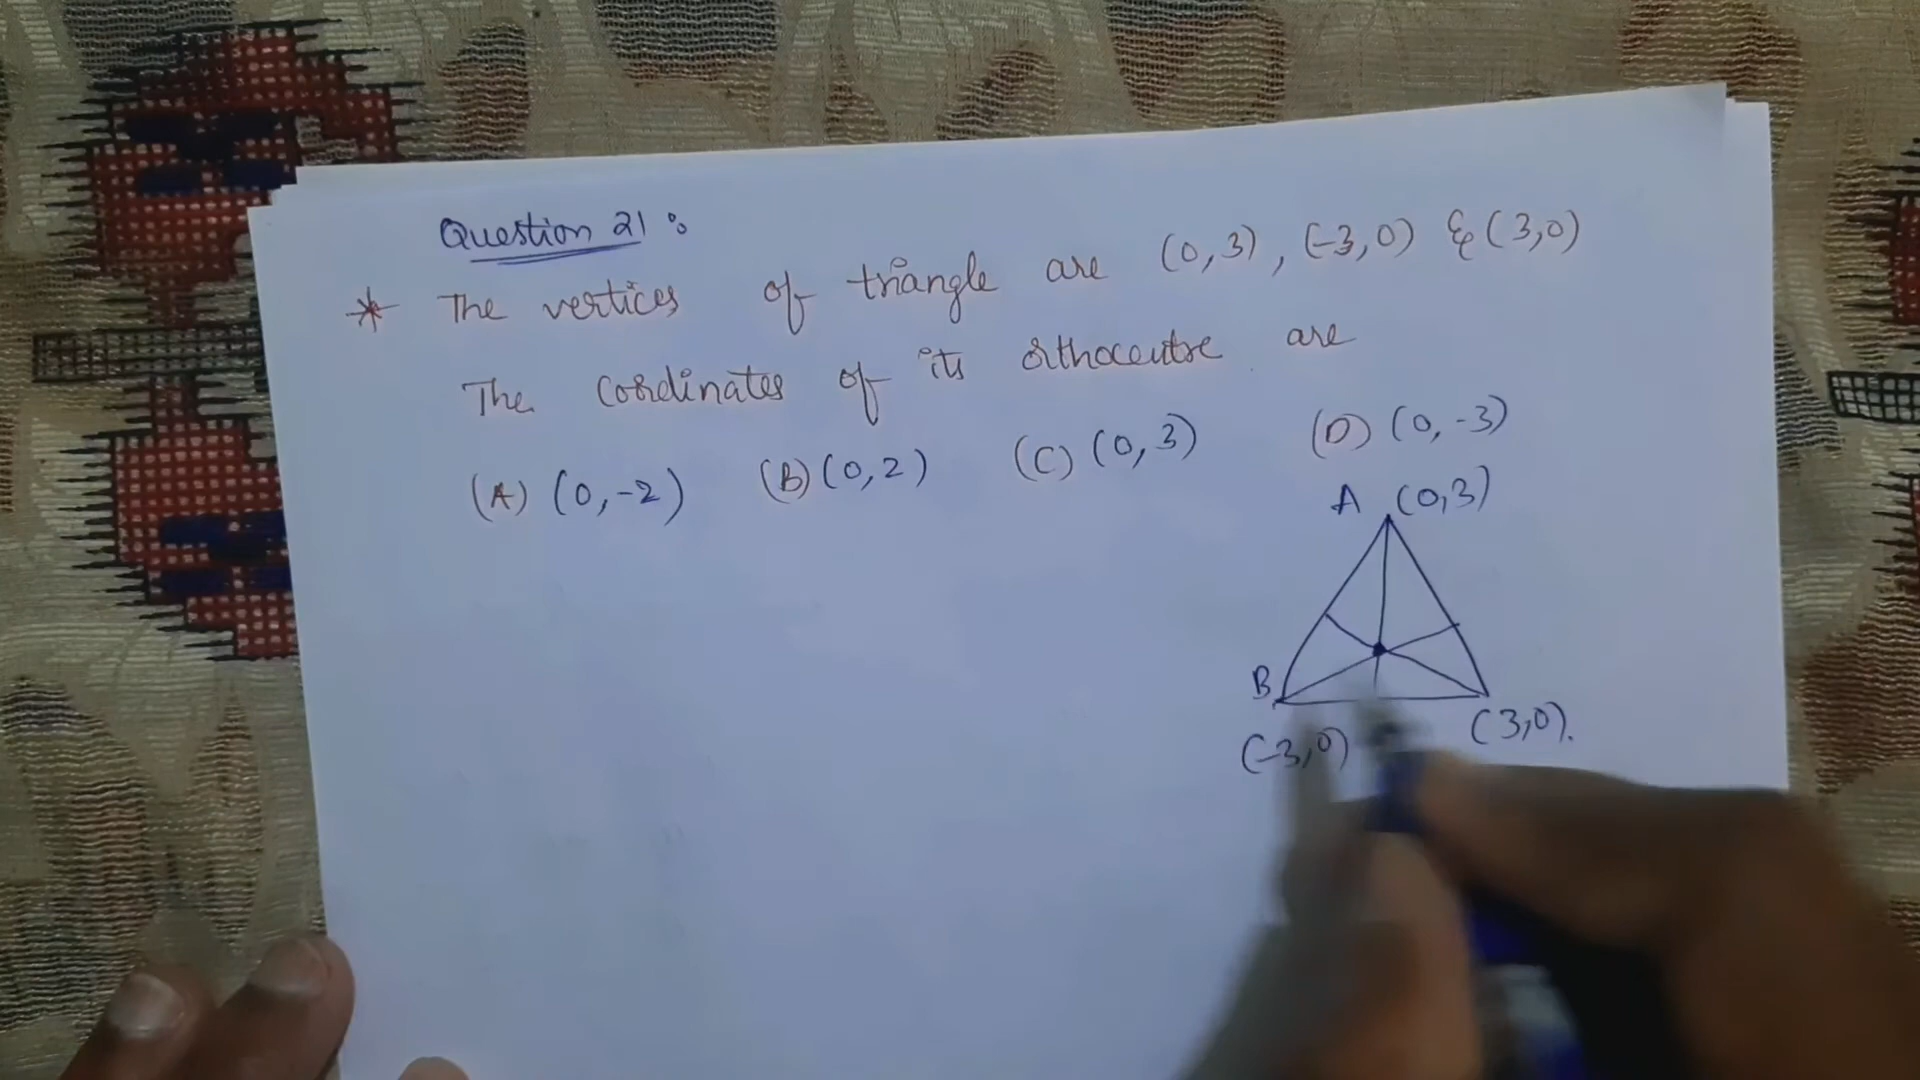 Question 21 :
* The vertices of triangle are (0,3), (-3,0) & (3,0)
The coordinates of its orthocentre are
(A) (0,-2) (B) (0,2) (C) (0,3) (D) (0,-3)
A (0,3)
B
(-3,0) (3,0).